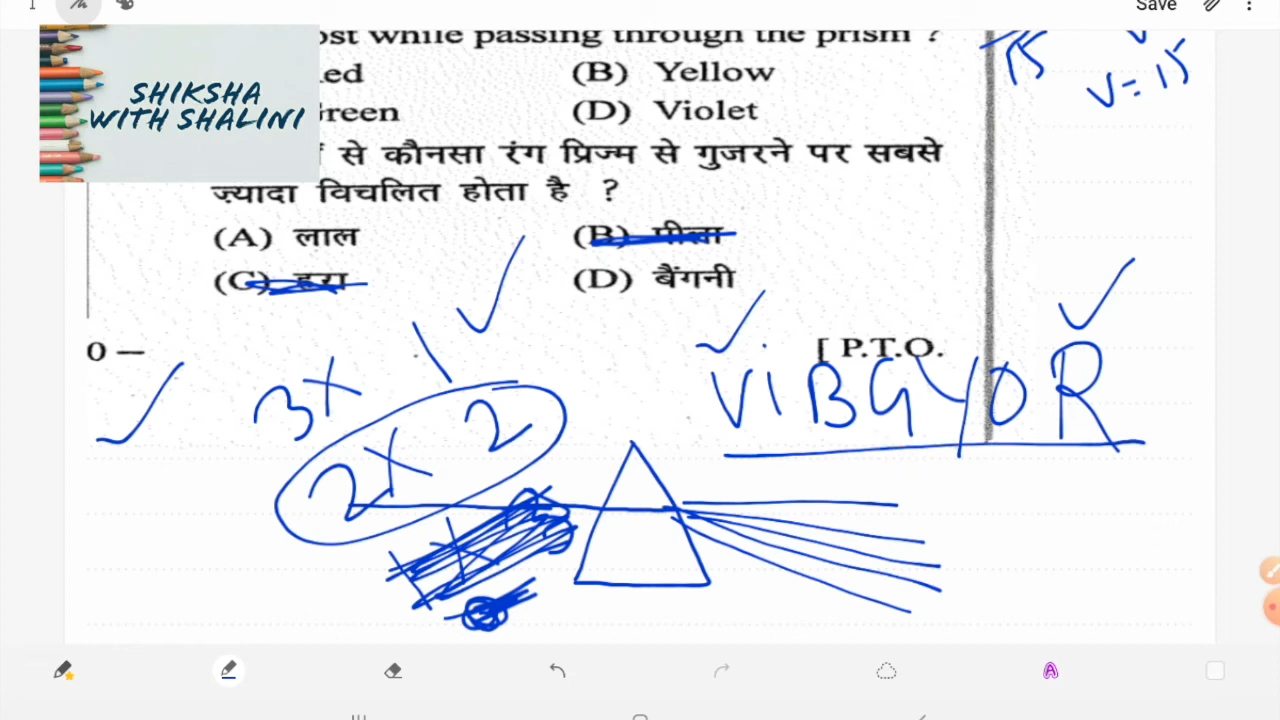 Save
ost while passing through the prism ?
ed (B) Yellow
reen (D) Violet
से कौनसा रंग प्रिज्म से गुजरने पर सबसे
ज़्यादा विचलित होता है ?
(A) लाल (B) पीला
(C) हरा (D) बैंगनी
0 — [ P.T.O.
SHIKSHA
WITH SHALINI
15
V = 15
3x
2x 2
ViBGYOR